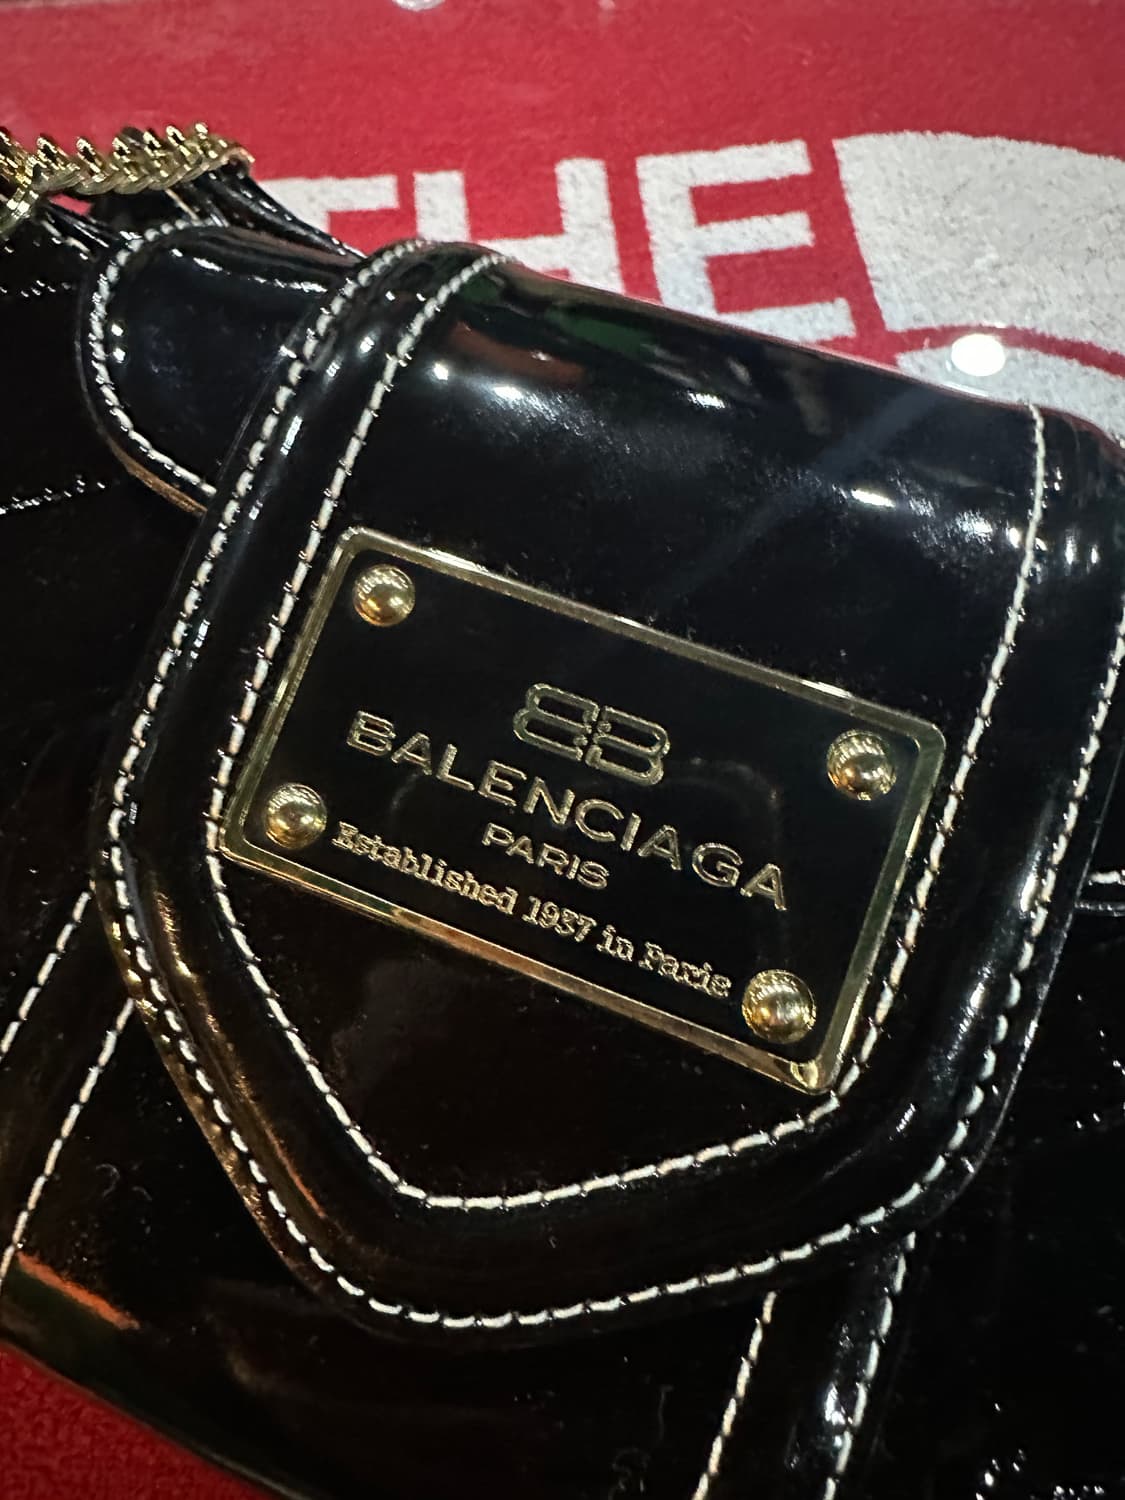 THE
BB
BALENCIAGA
PARIS
Established 1937 in Paris